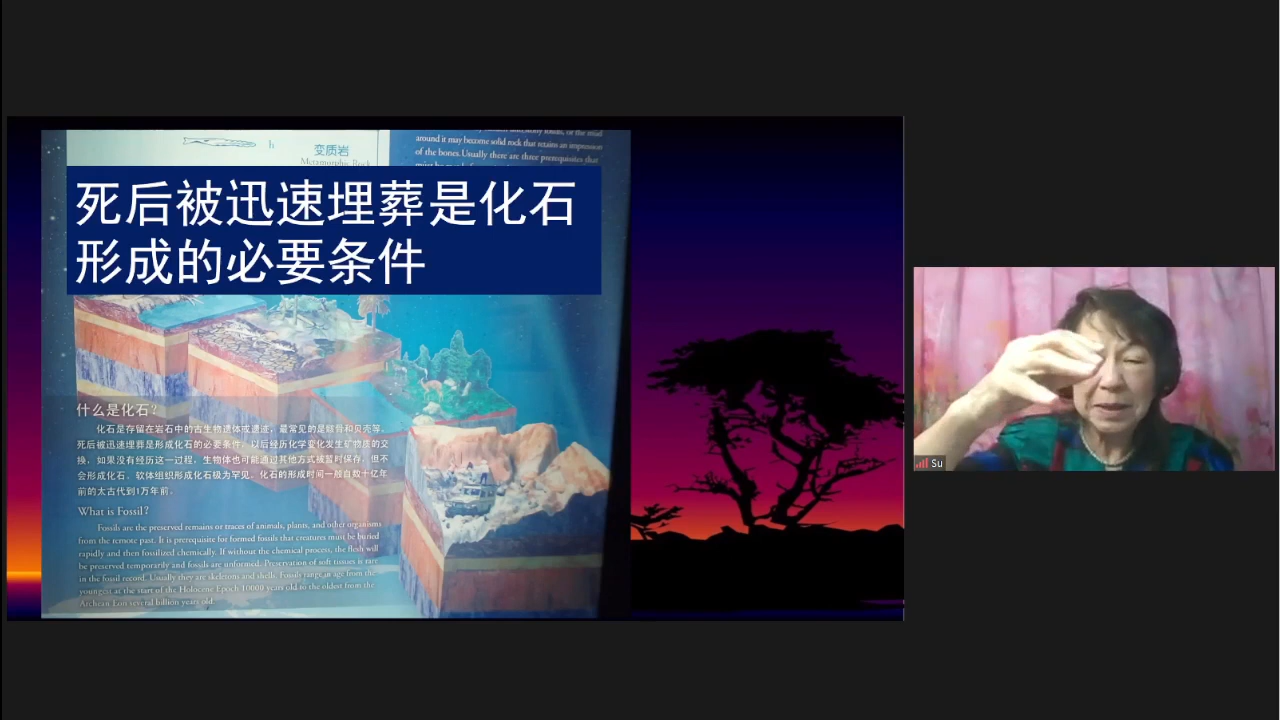 h
变质岩
Metamorphic Rock
around it may become solid rock that retains an impression
of the bones. Usually there are three prerequisites that
死后被迅速埋葬是化石
形成的必要条件
什么是化石?
化石是存留在岩石中的古生物遗体或遗迹，最常见的是骸骨和贝壳等。
死后被迅速埋葬是形成化石的必要条件。以后经历化学变化发生矿物质的交
换，如果没有经历这一过程，生物体也可能通过其他方式被暂时保存，但不
会形成化石。软体组织形成化石极为罕见。化石的形成时间一般自数十亿年
前的太古代到1万年前。
What is Fossil?
Fossils are the preserved remains or traces of animals, plants, and other organisms
from the remote past. It is prerequisite for formed fossils that creatures must be buried
rapidly and then fossilized chemically. If without the chemical process, the flesh will
be preserved temporarily and fossils are unformed. Preservation of soft tissues is rare
in the fossil record. Usually they are skeletons and shells. Fossils range in age from the
youngest at the start of the Holocene Epoch 10000 years old to the oldest from the
Archean Eon several billion years old.
Su